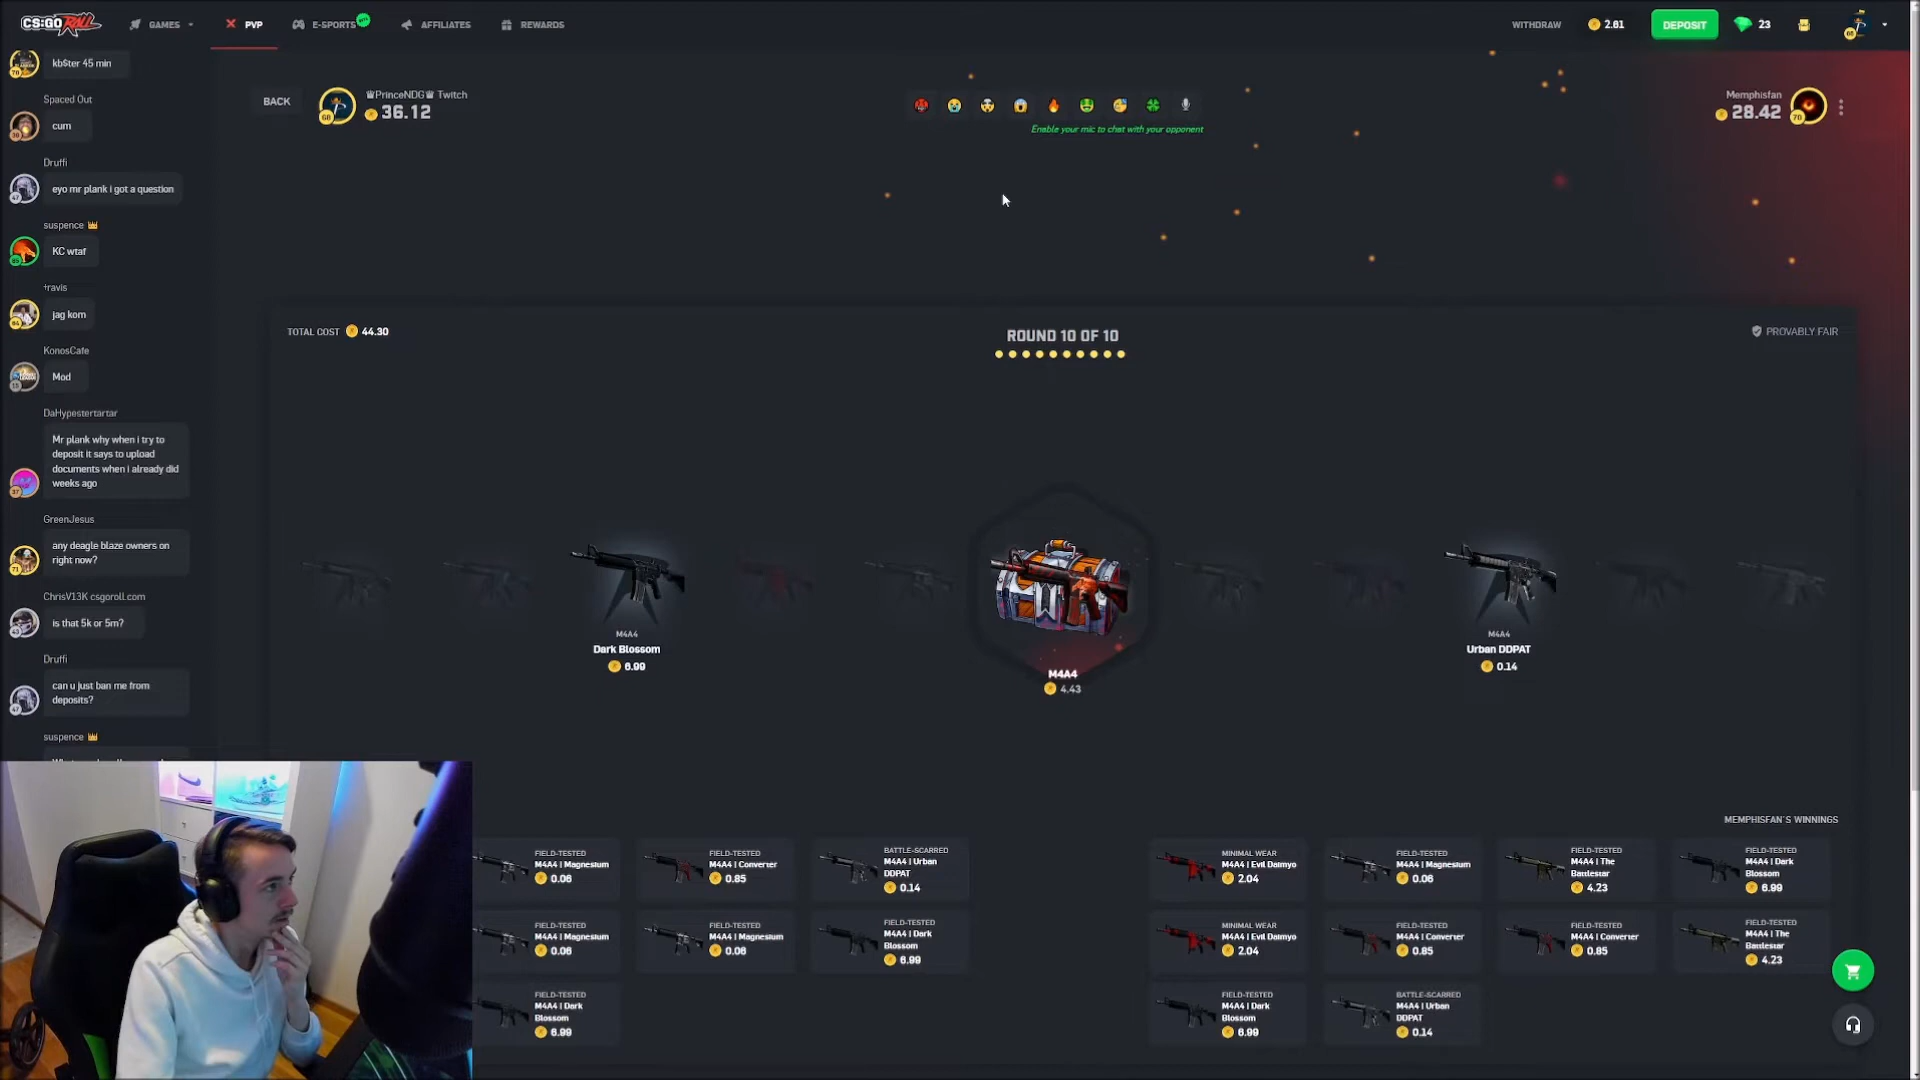 CS:GO ROLL
GAMES
PVP
E-SPORTS
AFFILIATES
REWARDS
WITHDRAW
2.61
DEPOSIT
23
kb$ter 45 min
Spaced Out
cum
Druffi
eyo mr plank i got a question
suspence
KC wtaf
travis
jag kom
KonosCafe
Mod
DaHypestertartar
Mr plank why when i try to
deposit it says to upload
documents when i already did
weeks ago
GreenJesus
any deagle blaze owners on
right now?
ChrisV13K csgoroll.com
is that 5k or 5m?
Druffi
can u just ban me from
deposits?
suspence
BACK
♛PrinceNDG♛ Twitch
36.12
68
Enable your mic to chat with your opponent
Memphisfan
28.42
70
TOTAL COST 44.30
ROUND 10 OF 10
PROVABLY FAIR
M4A4
Dark Blossom
6.99
M4A4
4.43
M4A4
Urban DDPAT
0.14
MEMPHISFAN'S WINNINGS
FIELD-TESTED
M4A4 | Magnesium
0.06
FIELD-TESTED
M4A4 | Converter
0.85
BATTLE-SCARRED
M4A4 | Urban
DDPAT
0.14
MINIMAL WEAR
M4A4 | Evil Daimyo
2.04
FIELD-TESTED
M4A4 | Magnesium
0.06
FIELD-TESTED
M4A4 | The
Battlestar
4.23
FIELD-TESTED
M4A4 | Dark
Blossom
6.99
FIELD-TESTED
M4A4 | Magnesium
0.06
FIELD-TESTED
M4A4 | Magnesium
0.06
FIELD-TESTED
M4A4 | Dark
Blossom
6.99
MINIMAL WEAR
M4A4 | Evil Daimyo
2.04
FIELD-TESTED
M4A4 | Converter
0.85
FIELD-TESTED
M4A4 | Converter
0.85
FIELD-TESTED
M4A4 | The
Battlestar
4.23
FIELD-TESTED
M4A4 | Dark
Blossom
6.99
FIELD-TESTED
M4A4 | Dark
Blossom
6.99
BATTLE-SCARRED
M4A4 | Urban
DDPAT
0.14